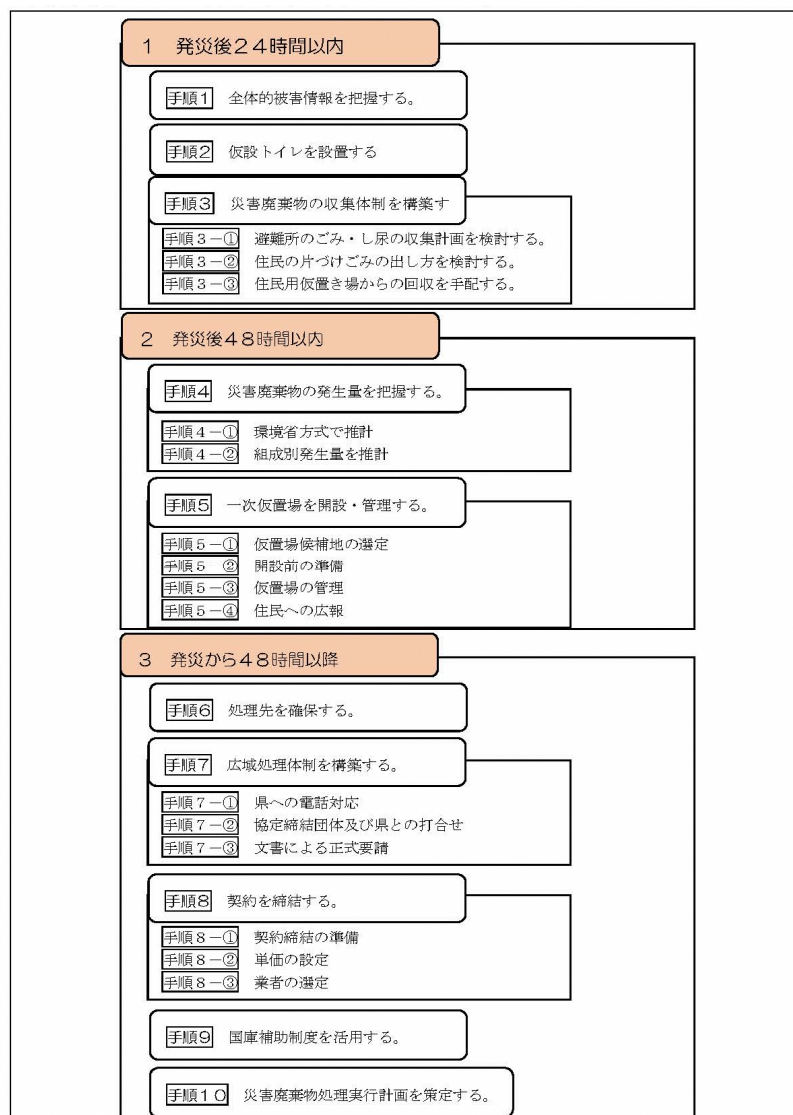 1 発災後24時間以内
手順1 全体的被害情報を把握する。
手順2 仮設トイレを設置する
手順3 災害廃棄物の収集体制を構築す
手順3-① 避難所のごみ・し尿の収集計画を検討する。
手順3-② 住民の片づけごみの出し方を検討する。
手順3-③ 住民用仮置き場からの回収を手配する。
2 発災後48時間以内
手順4 災害廃棄物の発生量を把握する。
手順4-① 環境省方式で推計
手順4-② 組成別発生量を推計
手順5 一次仮置場を開設・管理する。
手順5-① 仮置場候補地の選定
手順5 ② 開設前の準備
手順5-③ 仮置場の管理
手順5-④ 住民への広報
3 発災から48時間以降
手順6 処理先を確保する。
手順7 広域処理体制を構築する。
手順7-① 県への電話対応
手順7-② 協定締結団体及び県との打合せ
手順7-③ 文書による正式要請
手順8 契約を締結する。
手順8-① 契約締結の準備
手順8-② 単価の設定
手順8-③ 業者の選定
手順9 国庫補助制度を活用する。
手順10 災害廃棄物処理実行計画を策定する。